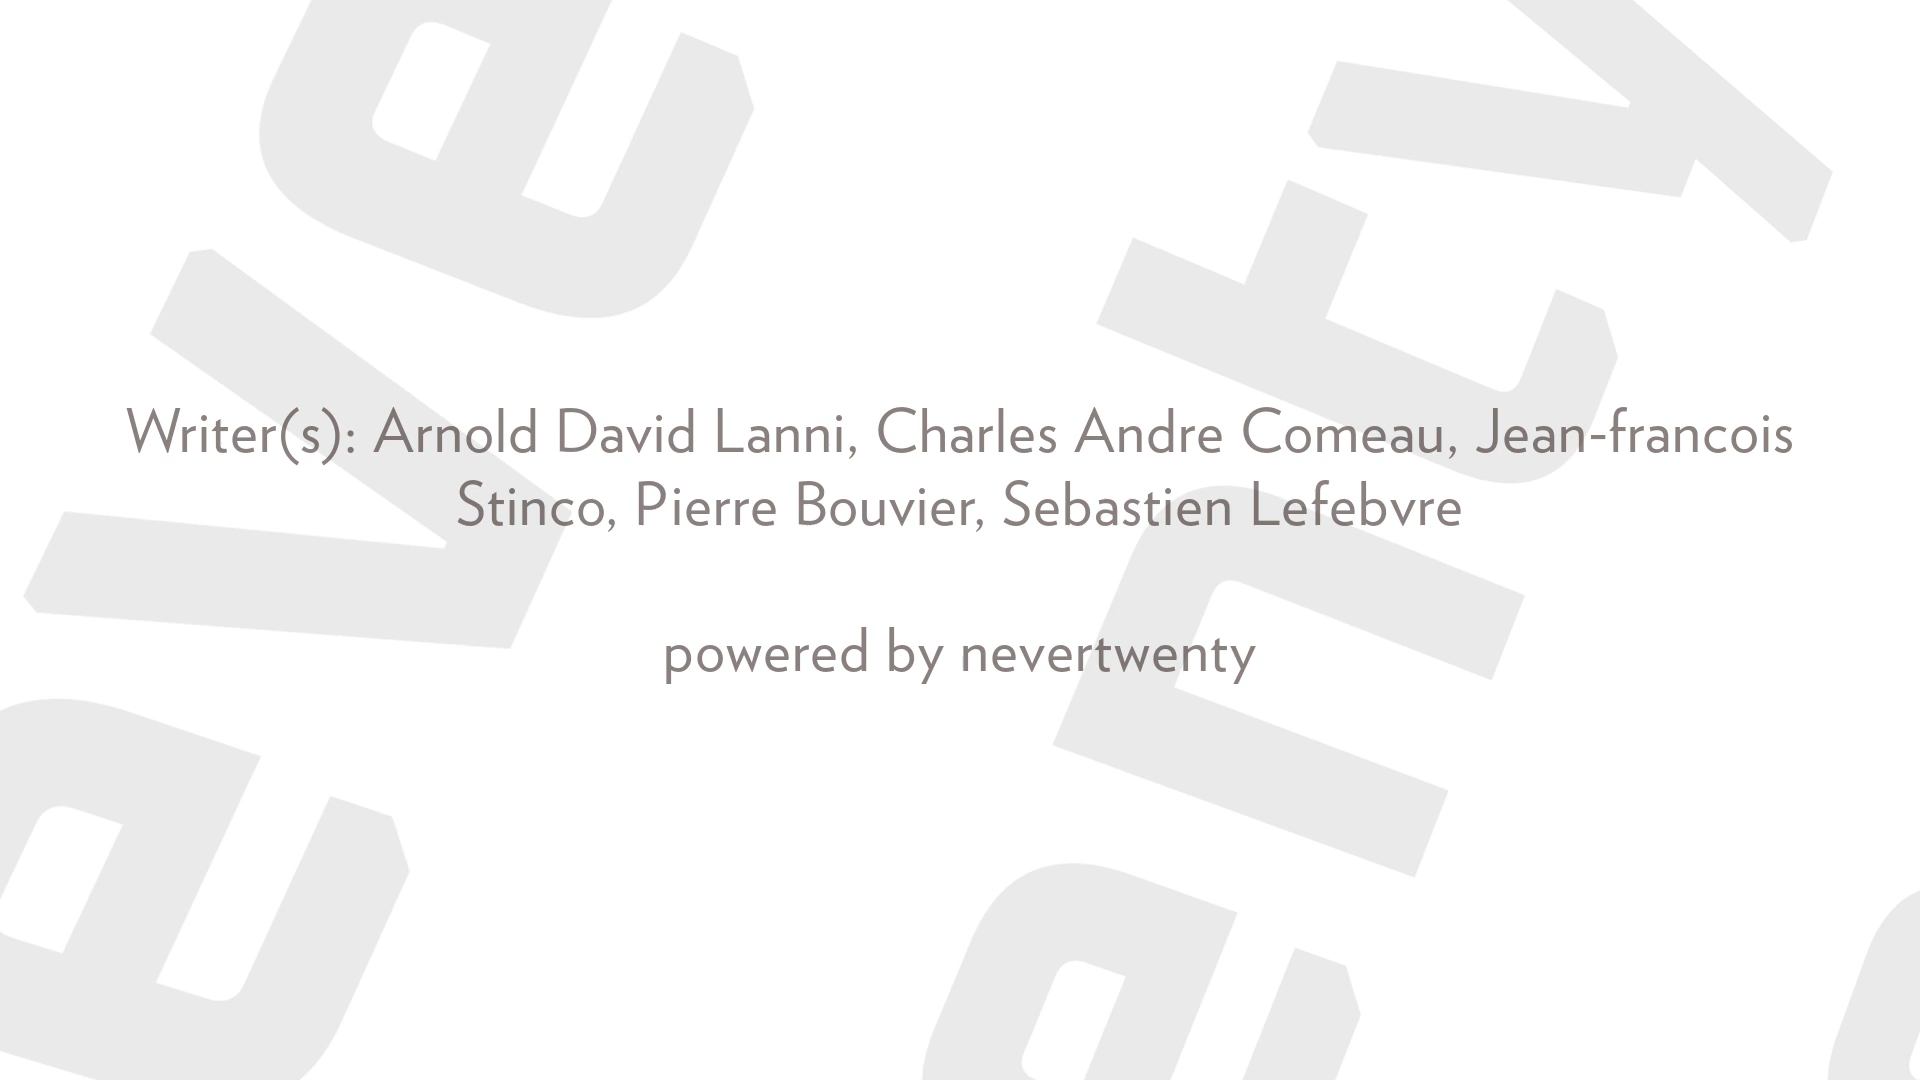 Writer(s): Arnold David Lanni, Charles Andre Comeau, Jean-francois
Stinco, Pierre Bouvier, Sebastien Lefebvre
powered by nevertwenty